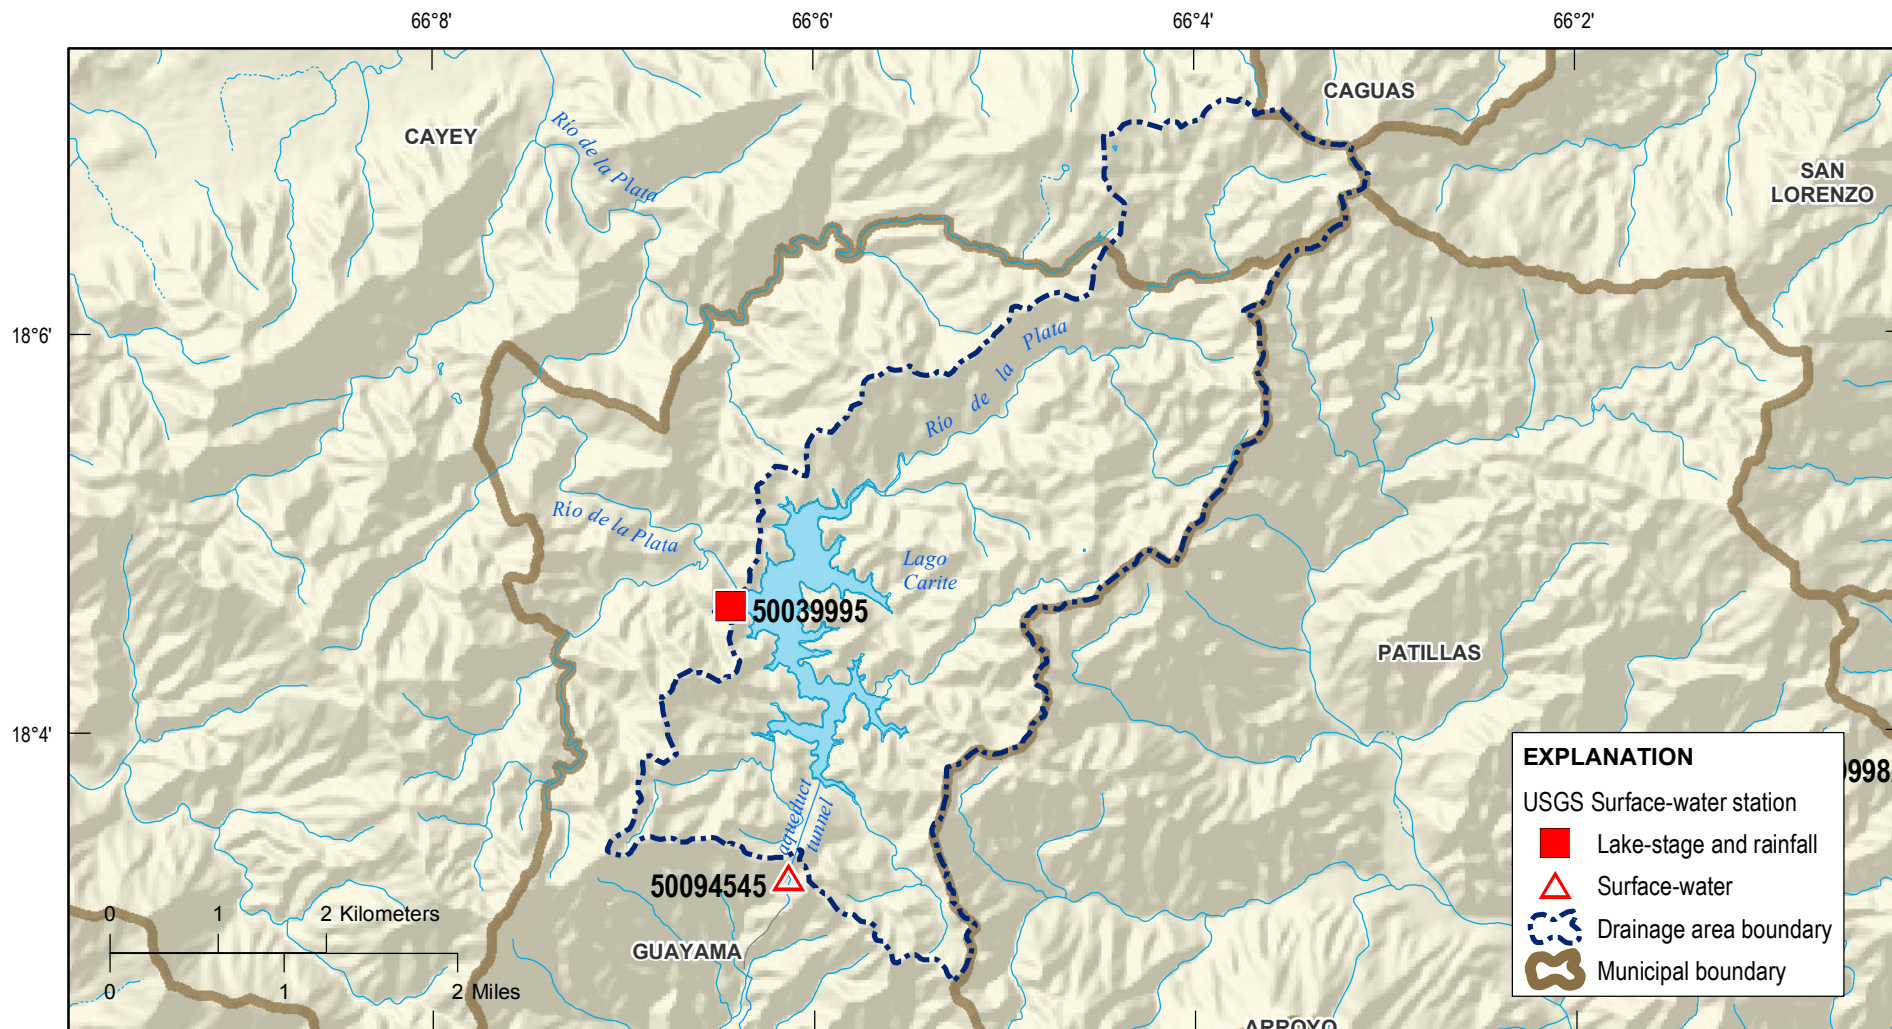 66°8'
66°6'
66°4'
66°2'
CAGUAS
CAYEY
Río de la Plata
SAN
LORENZO
18°6'
Río de la Plata
Río de la Plata
Lago
Carite
50039995
PATILLAS
18°4'
EXPLANATION
USGS Surface-water station
Lake-stage and rainfall
Surface-water
Drainage area boundary
Municipal boundary
9998
aqueduct
tunnel
50094545
0 1 2 Kilometers
GUAYAMA
0 1 2 Miles
ARROYO